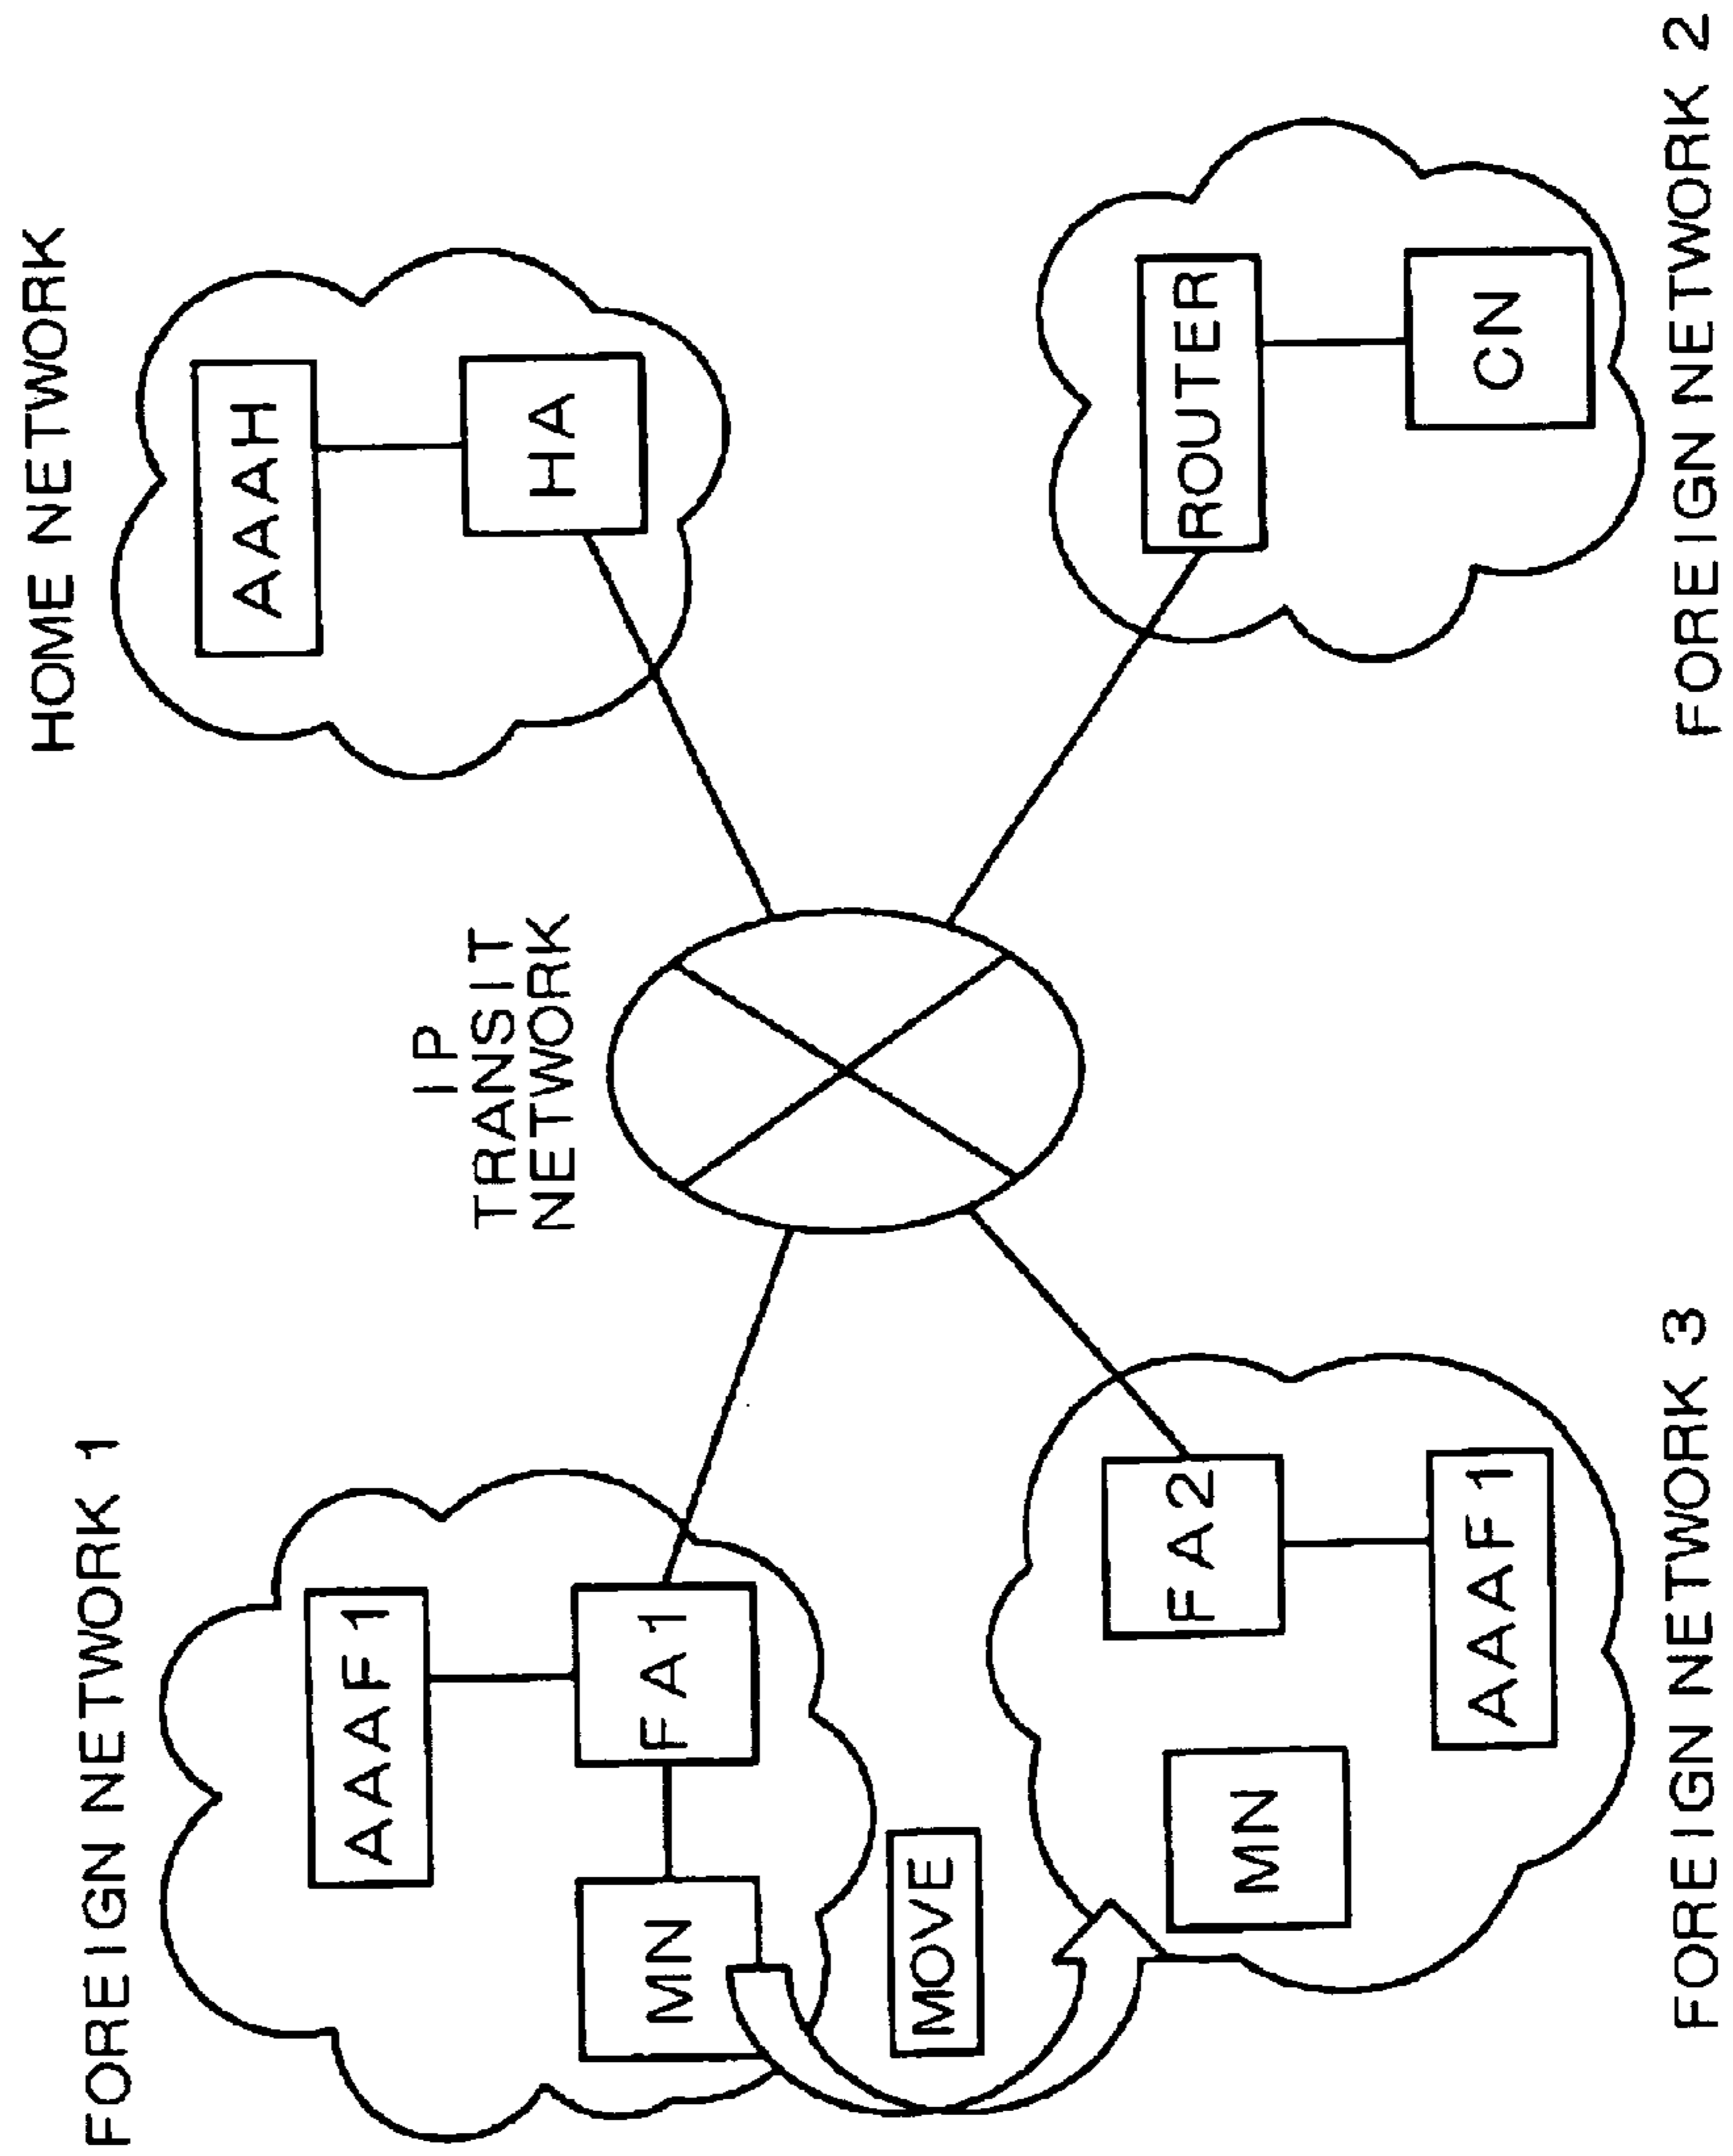 FOREIGN NETWORK 1
AAAF1
FA1
MN
MOVE
IP
TRANSIT
NETWORK
HOME NETWORK
AAAH
HA
FA2
AAAF1
MN
FOREIGN NETWORK 3
ROUTER
CN
FOREIGN NETWORK 2